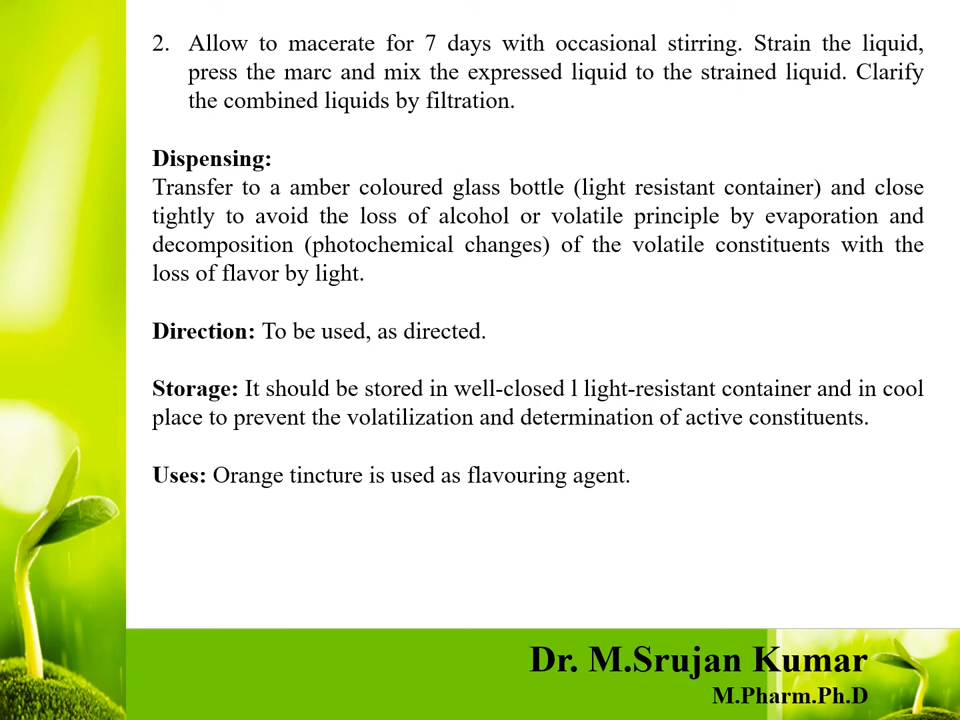 2. Allow to macerate for 7 days with occasional stirring. Strain the liquid,
press the marc and mix the expressed liquid to the strained liquid. Clarify
the combined liquids by filtration.
Dispensing:
Transfer to a amber coloured glass bottle (light resistant container) and close
tightly to avoid the loss of alcohol or volatile principle by evaporation and
decomposition (photochemical changes) of the volatile constituents with the
loss of flavor by light.
Direction: To be used, as directed.
Storage: It should be stored in well-closed l light-resistant container and in cool
place to prevent the volatilization and determination of active constituents.
Uses: Orange tincture is used as flavouring agent.
Dr. M.Srujan Kumar
M.Pharm.Ph.D